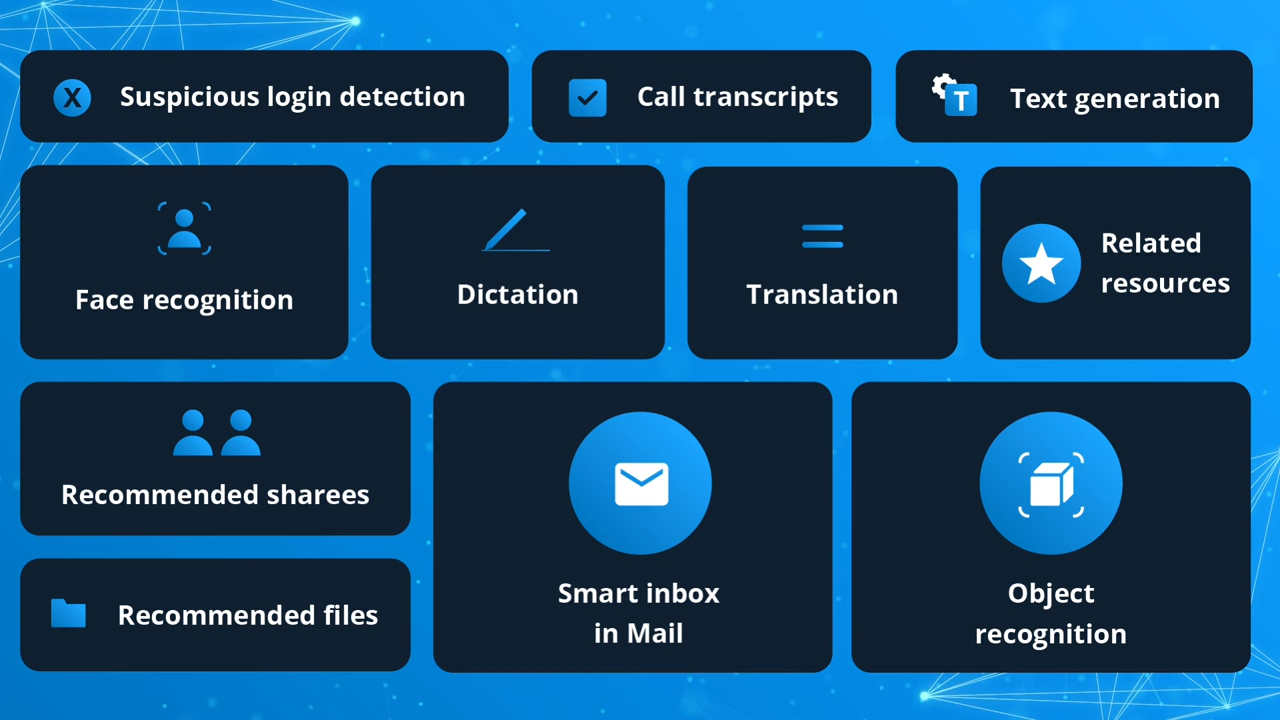 X
Suspicious login detection
Call transcripts
T
Text generation
Face recognition
Dictation
Translation
Related
resources
Recommended sharees
Recommended files
Smart inbox
in Mail
Object
recognition